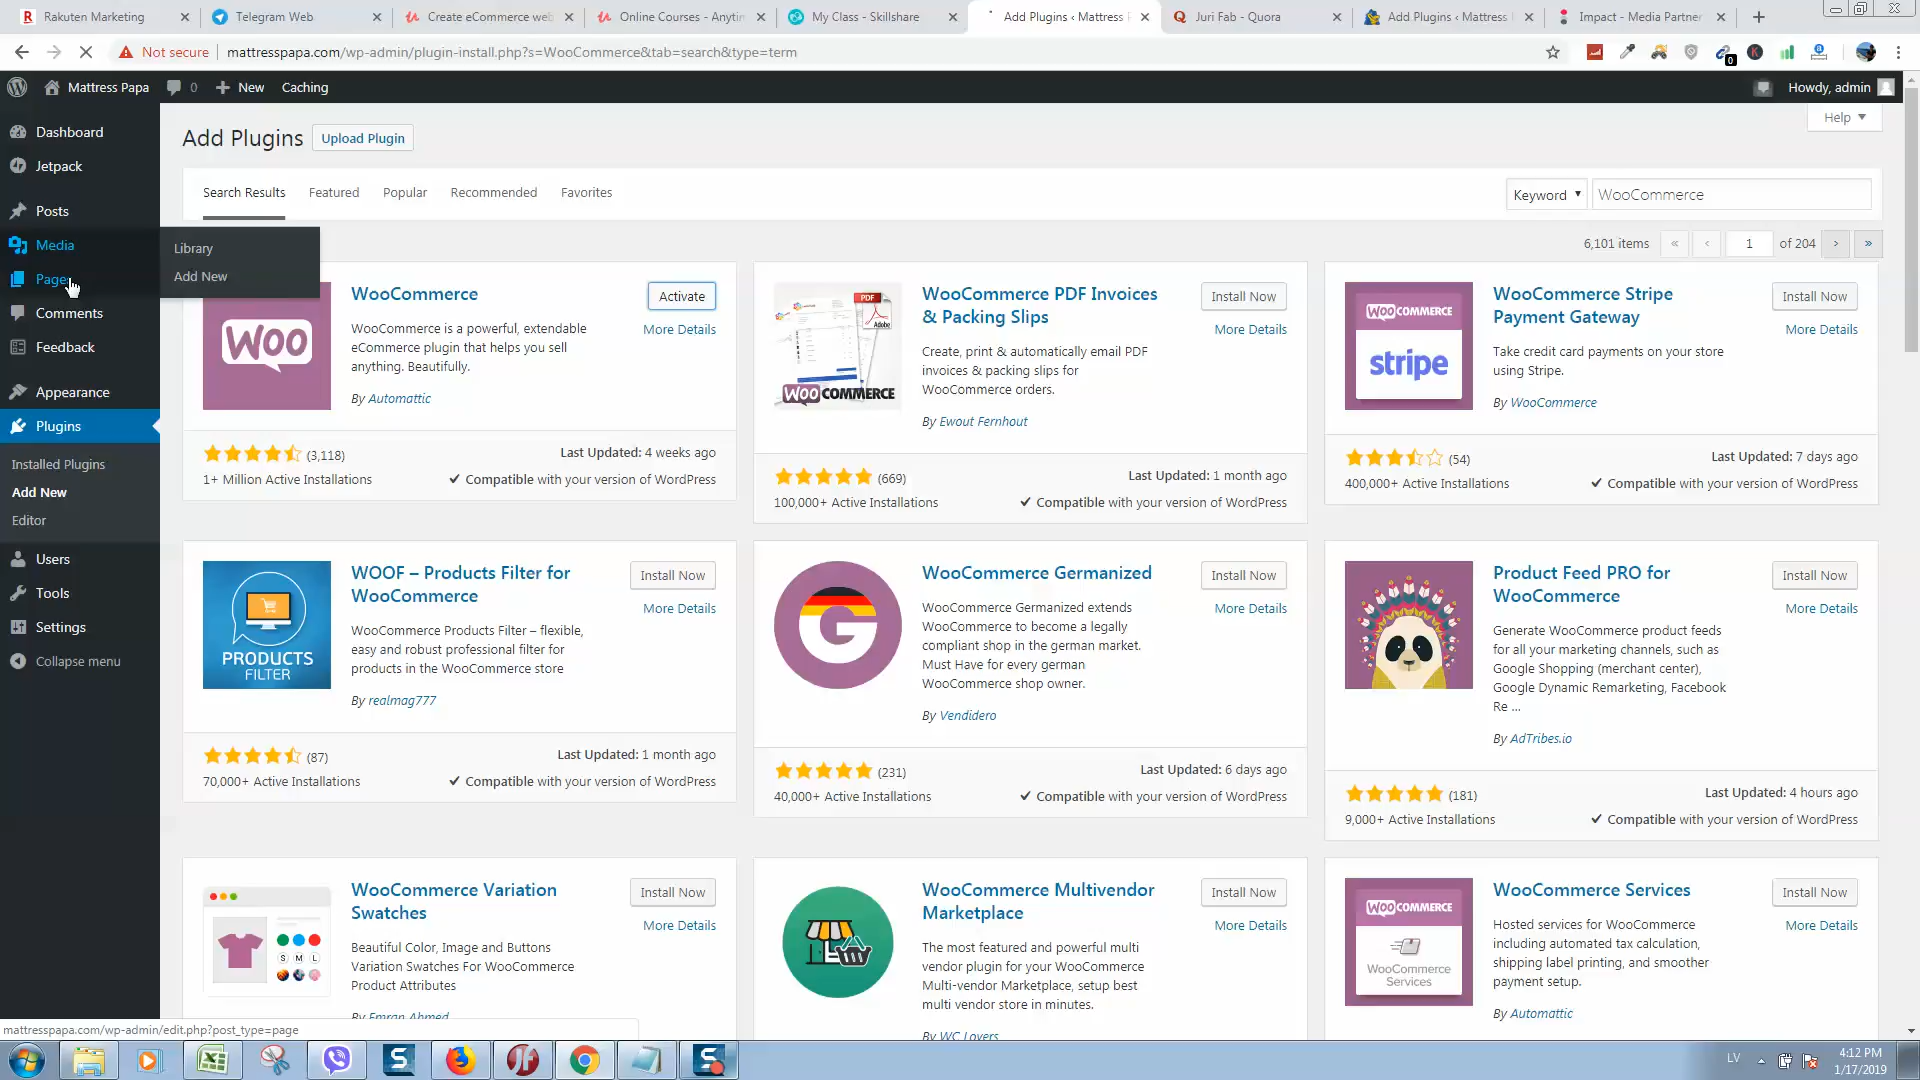 Rakuten Marketing
Telegram Web
Create eCommerce web
Online Courses - Anytim
My Class - Skillshare
Add Plugins ‹ Mattress P
Juri Fab - Quora
Add Plugins ‹ Mattress
Impact - Media Partner
Not secure
mattresspapa.com/wp-admin/plugin-install.php?s=WooCommerce&tab=search&type=term
0
Mattress Papa
0
New
Caching
Howdy, admin
Dashboard
Jetpack
Posts
Media
Pages
Comments
Feedback
Appearance
Plugins
Installed Plugins
Add New
Editor
Users
Tools
Settings
Collapse menu
Library
Add New
Help
Add Plugins
Upload Plugin
Search Results
Featured
Popular
Recommended
Favorites
Keyword
WooCommerce
6,101 items
«
‹
1
of 204
›
»
WOO
WooCommerce
Activate
More Details
WooCommerce is a powerful, extendable
eCommerce plugin that helps you sell
anything. Beautifully.
By Automattic
(3,118)
1+ Million Active Installations
Last Updated: 4 weeks ago
Compatible with your version of WordPress
PDF
Adobe
WOO COMMERCE
WooCommerce PDF Invoices
& Packing Slips
Install Now
More Details
Create, print & automatically email PDF
invoices & packing slips for
WooCommerce orders.
By Ewout Fernhout
(669)
100,000+ Active Installations
Last Updated: 1 month ago
Compatible with your version of WordPress
WOO COMMERCE
stripe
WooCommerce Stripe
Payment Gateway
Install Now
More Details
Take credit card payments on your store
using Stripe.
By WooCommerce
(54)
400,000+ Active Installations
Last Updated: 7 days ago
Compatible with your version of WordPress
PRODUCTS
FILTER
WOOF – Products Filter for
WooCommerce
Install Now
More Details
WooCommerce Products Filter – flexible,
easy and robust professional filter for
products in the WooCommerce store
By realmag777
(87)
70,000+ Active Installations
Last Updated: 1 month ago
Compatible with your version of WordPress
G
WooCommerce Germanized
Install Now
More Details
WooCommerce Germanized extends
WooCommerce to become a legally
compliant shop in the german market.
Must Have for every german
WooCommerce shop owner.
By Vendidero
(231)
40,000+ Active Installations
Last Updated: 6 days ago
Compatible with your version of WordPress
Product Feed PRO for
WooCommerce
Install Now
More Details
Generate WooCommerce product feeds
for all your marketing channels, such as
Google Shopping (merchant center),
Google Dynamic Remarketing, Facebook
Re ...
By AdTribes.io
(181)
9,000+ Active Installations
Last Updated: 4 hours ago
Compatible with your version of WordPress
S M L
WooCommerce Variation
Swatches
Install Now
More Details
Beautiful Color, Image and Buttons
Variation Swatches For WooCommerce
Product Attributes
By Emran Ahmed
WooCommerce Multivendor
Marketplace
Install Now
More Details
The most featured and powerful multi
vendor plugin for your WooCommerce
Multi-vendor Marketplace, setup best
multi vendor store in minutes.
By WC Lovers
WOO COMMERCE
WooCommerce
Services
WooCommerce Services
Install Now
More Details
Hosted services for WooCommerce
including automated tax calculation,
shipping label printing, and smoother
payment setup.
By Automattic
mattresspapa.com/wp-admin/edit.php?post_type=page
LV
4:12 PM
1/17/2019